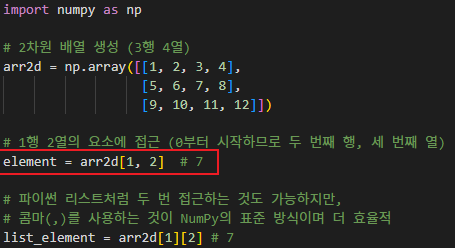 import numpy as np
# 2차원 배열 생성 (3행 4열)
arr2d = np.array([[1, 2, 3, 4],
[5, 6, 7, 8],
[9, 10, 11, 12]])
# 1행 2열의 요소에 접근 (0부터 시작하므로 두 번째 행, 세 번째 열)
element = arr2d[1, 2]  # 7
# 파이썬 리스트처럼 두 번 접근하는 것도 가능하지만,
# 콤마(,)를 사용하는 것이 NumPy의 표준 방식이며 더 효율적
list_element = arr2d[1][2] # 7